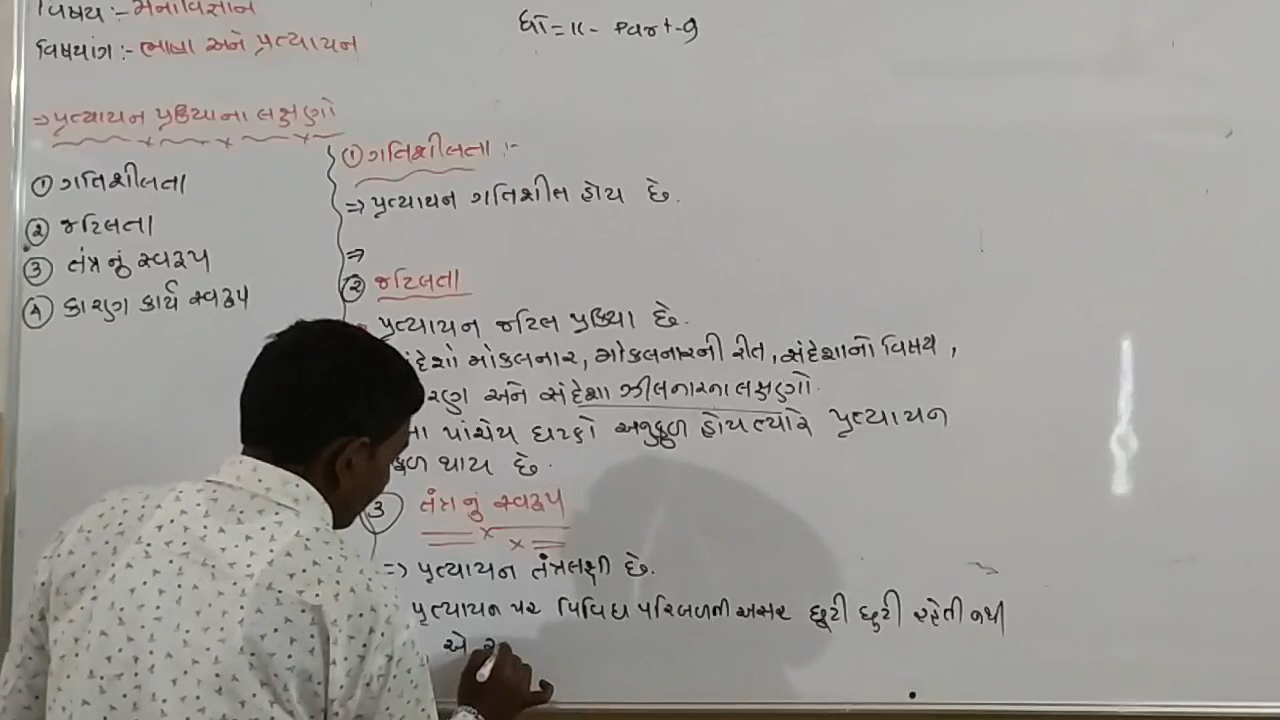 વિષય :- મનોવિજ્ઞાન
વિષયાંગ :- ભાષા અને પ્રત્યાયન
ધો = ૧૮ - Part-9
⇒ પ્રત્યાયન પ્રક્રિયાના લક્ષણો
① ગતિશીલતા
② જટિલતા
③ તંત્રનું સ્વરૂપ
④ કારણ કાર્ય સ્વરૂપ
① ગતિશીલતા :-
⇒ પ્રત્યાયન ગતિશીલ હોય છે.
⇒
② જટિલતા
પ્રત્યાયન જટિલ પ્રક્રિયા છે.
સંદેશો મોકલનાર, મોકલનારની રીત, સંદેશાનો વિષય,
અને સંદેશા ઝીલનારના લક્ષણો.
પાંચેય ઘટકો અનુકુળ હોય ત્યારે પ્રત્યાયન
થાય છે.
③ તંત્રનું સ્વરૂપ
⇒ પ્રત્યાયન તંત્રલક્ષી છે.
પ્રત્યાયન પર વિવિધ પરિબળની અસર છુટી છુટી રહેતી નથી
એ